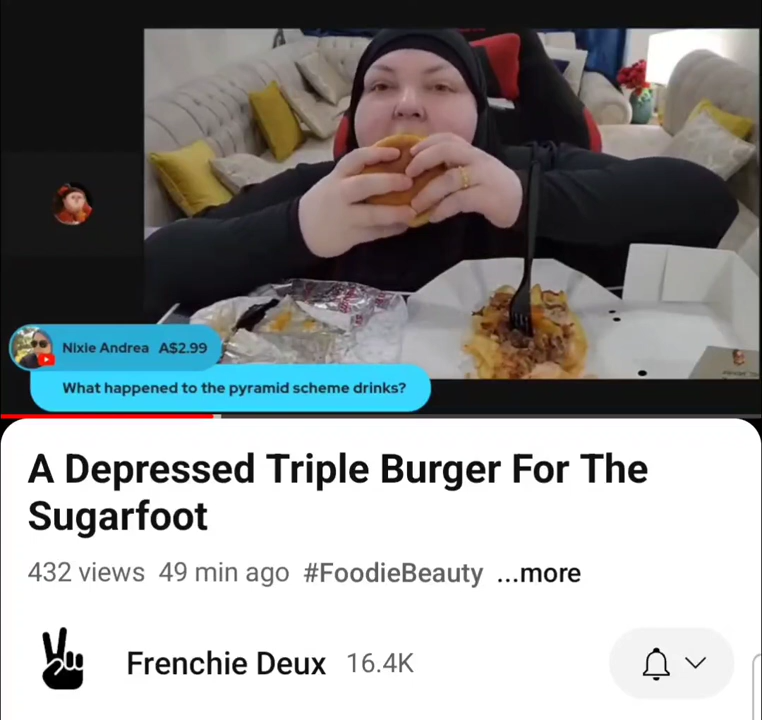 Nixie Andrea A$2.99
What happened to the pyramid scheme drinks?
A Depressed Triple Burger For The
Sugarfoot
432 views 49 min ago #FoodieBeauty ...more
Frenchie Deux 16.4K